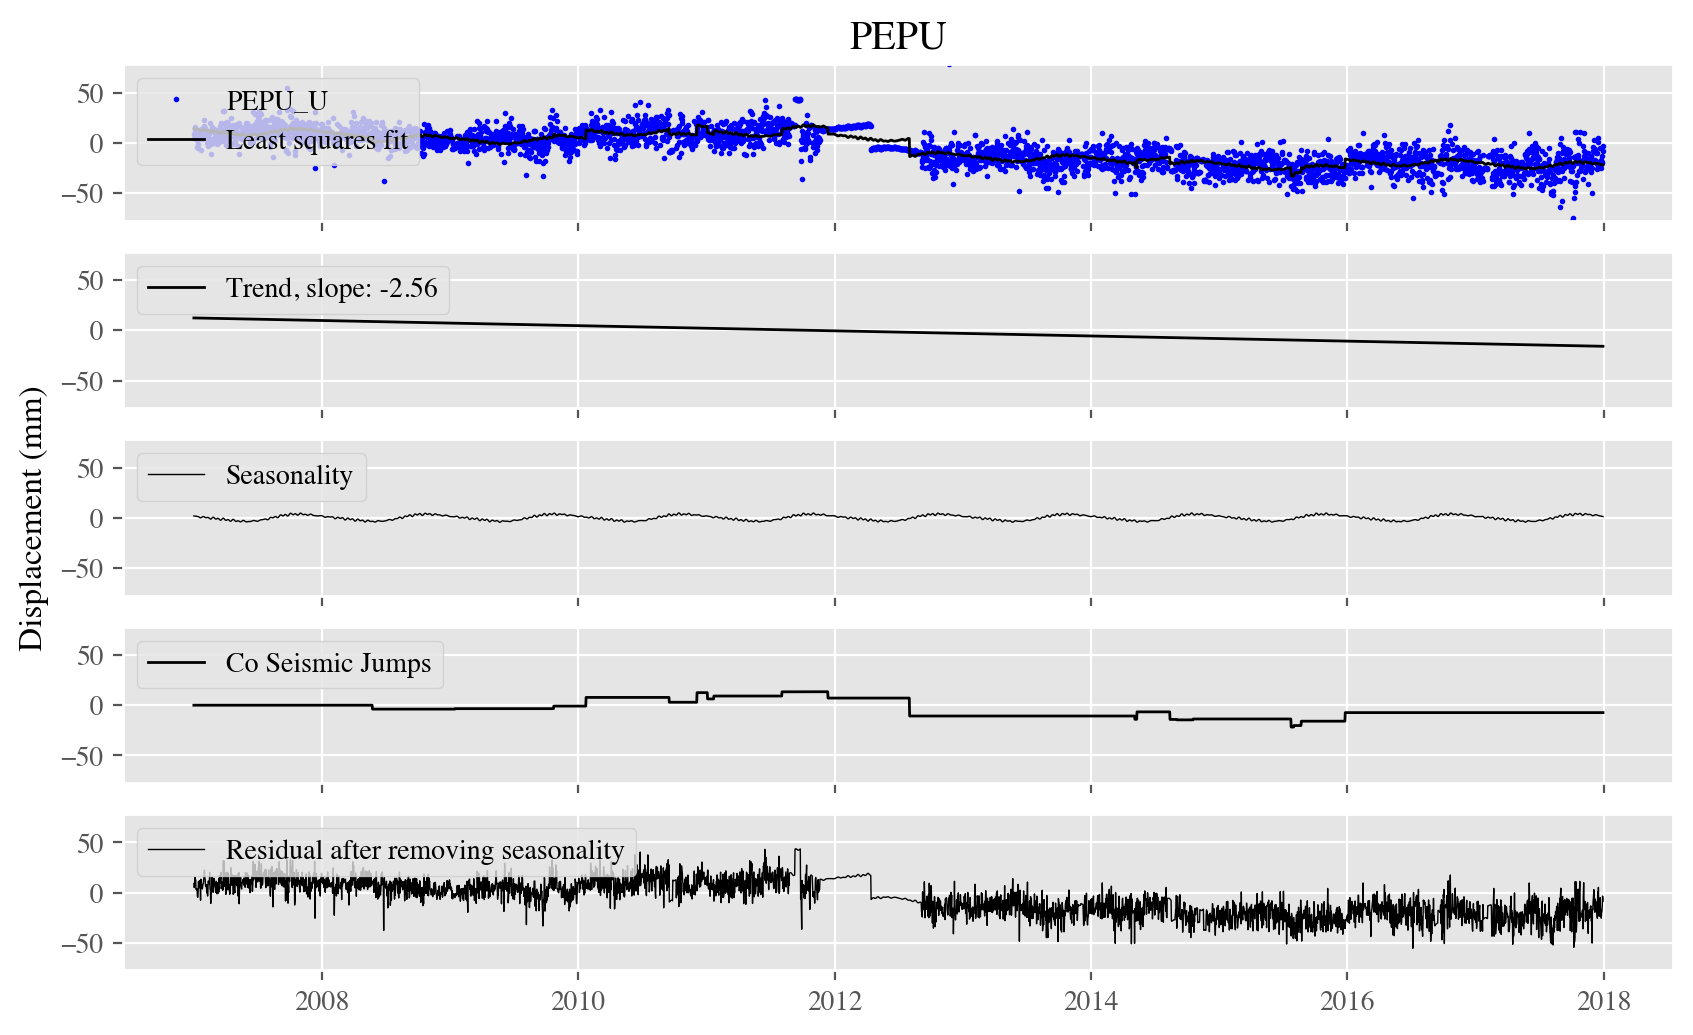 PEPU
50
0
−50
PEPU_U
Least squares fit
50
0
−50
Trend, slope: -2.56
Displacement (mm)
50
0
−50
Seasonality
50
0
−50
Co Seismic Jumps
50
0
−50
Residual after removing seasonality
2008 2010 2012 2014 2016 2018